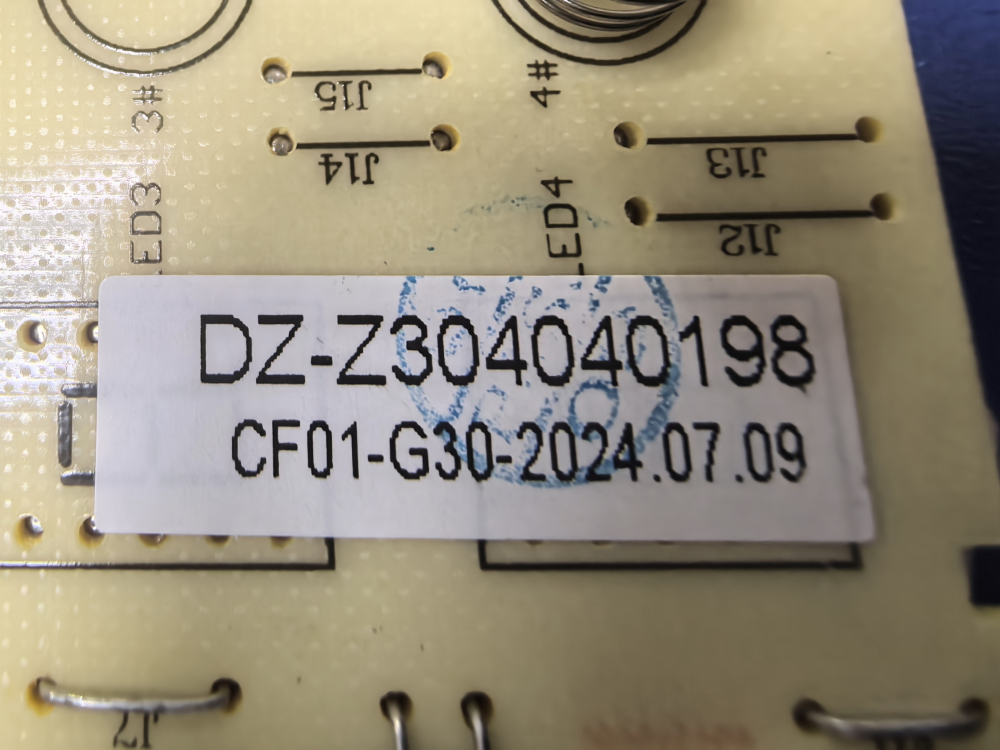 J15
3#
4#
J14
J13
LED3
LED4
J12
DZ-Z304040198
CF01-G30-2024.07.09
J7